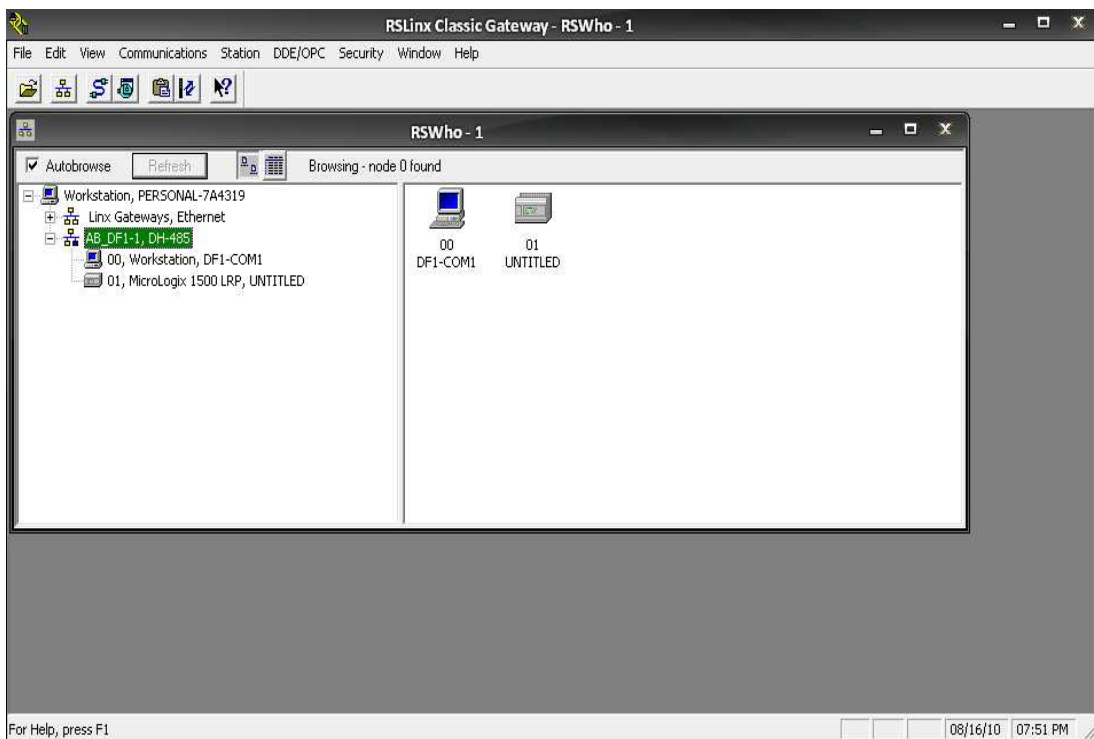 RSLinx Classic Gateway - RSWho - 1
File Edit View Communications Station DDE/OPC Security Window Help
RSWho - 1
Autobrowse Refresh Browsing - node 0 found
Workstation, PERSONAL-7A4319
Linx Gateways, Ethernet
AB_DF1-1, DH-485
00, Workstation, DF1-COM1
01, MicroLogix 1500 LRP, UNTITLED
00 01
DF1-COM1 UNTITLED
For Help, press F1 08/16/10 07:51 PM